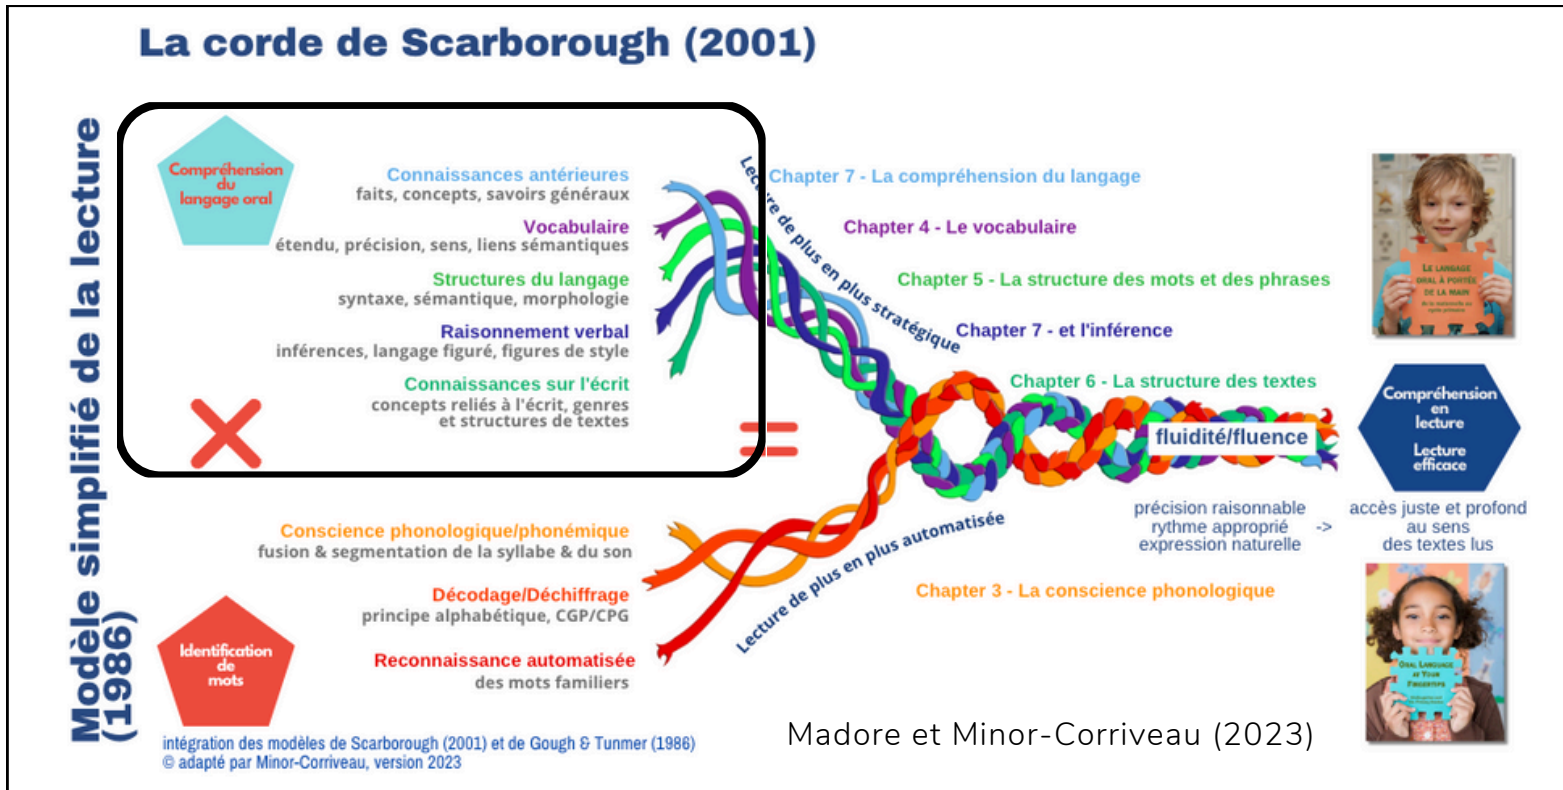 La corde de Scarborough (2001)
Modèle simplifié de la lecture
(1986)
Compréhension
du
langage oral
Connaissances antérieures
faits, concepts, savoirs généraux
Vocabulaire
étendu, précision, sens, liens sémantiques
Structures du langage
syntaxe, sémantique, morphologie
Raisonnement verbal
inférences, langage figuré, figures de style
Connaissances sur l'écrit
concepts reliés à l'écrit, genres
et structures de textes
Lecture de plus en plus stratégique
Chapter 7 - La compréhension du langage
Chapter 4 - Le vocabulaire
Chapter 5 - La structure des mots et des phrases
Chapter 7 - et l'inférence
Chapter 6 - La structure des textes
LE LANGAGE
ORAL À PORTÉE
DE LA MAIN
fluidité/fluence
Compréhension
en
lecture
Lecture
efficace
précision raisonnable
rythme approprié ->
expression naturelle
accès juste et profond
au sens
des textes lus
Conscience phonologique/phonémique
fusion & segmentation de la syllabe & du son
Décodage/Déchiffrage
principe alphabétique, CGP/CPG
Reconnaissance automatisée
des mots familiers
Identification
de
mots
Lecture de plus en plus automatisée
Chapter 3 - La conscience phonologique
ORAL LANGUAGE
AT YOUR
FINGERTIPS
intégration des modèles de Scarborough (2001) et de Gough & Tunmer (1986)
© adapté par Minor-Corriveau, version 2023
Madore et Minor-Corriveau (2023)